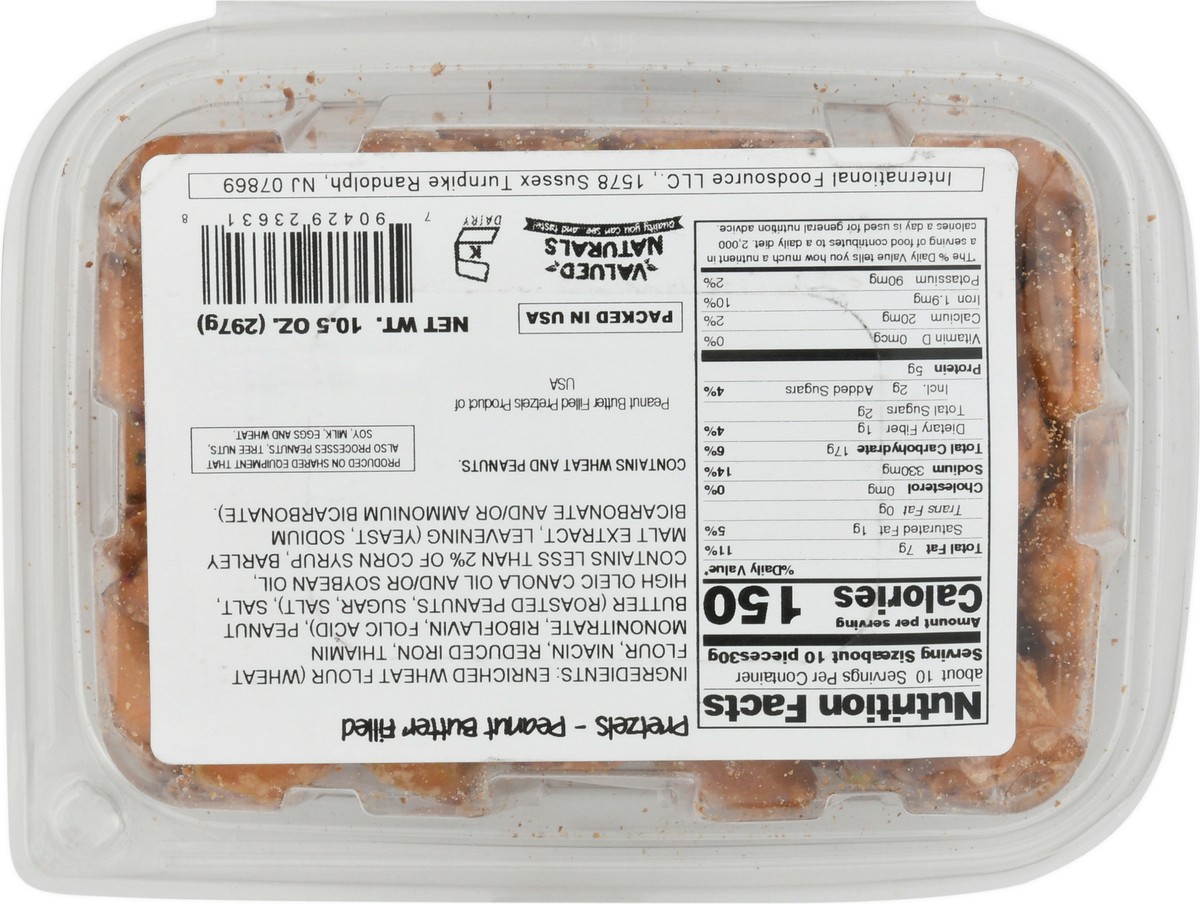 Nutrition Facts
about 10 Servings Per Container
Serving Sizeabout 10 pieces30g
Amount per serving
Calories 150
%Daily Value*
Total Fat 7g 11%
Saturated Fat 1g 5%
Trans Fat 0g
Cholesterol 0mg 0%
Sodium 330mg 14%
Total Carbohydrate 17g 6%
Dietary Fiber 1g 4%
Total Sugars 2g
Incl. 2g Added Sugars 4%
Protein 5g
Vitamin D 0mcg 0%
Calcium 20mg 2%
Iron 1.9mg 10%
Potassium 90mg 2%
*The % Daily Value tells you how a much a nutrient in
a serving of food contributes to a daily diet. 2,000
calories a day is used for general nutrition advice.
Pretzels - Peanut Butter Filled
INGREDIENTS: ENRICHED WHEAT FLOUR (WHEAT
FLOUR, NIACIN, REDUCED IRON, THIAMIN
MONONITRATE, RIBOFLAVIN, FOLIC ACID), PEANUT
BUTTER (ROASTED PEANUTS, SUGAR, SALT), SALT,
HIGH OLEIC CANOLA OIL AND/OR SOYBEAN OIL,
CONTAINS LESS THAN 2% OF CORN SYRUP, BARLEY
MALT EXTRACT, LEAVENING (YEAST, SODIUM
BICARBONATE AND/OR AMMONIUM BICARBONATE).
CONTAINS WHEAT AND PEANUTS.
PRODUCED ON SHARED EQUIPMENT THAT
ALSO PROCESSES PEANUTS, TREE NUTS,
SOY, MILK, EGGS AND WHEAT.
Peanut Butter Filled Pretzels Product of
USA
PACKED IN USA
NET WT. 10.5 OZ. (297g)
VALUED
NATURALS
Quality you can see...and taste!
K
DAIRY
7 90429 23631 8
International Foodsource LLC., 1578 Sussex Turnpike Randolph, NJ 07869